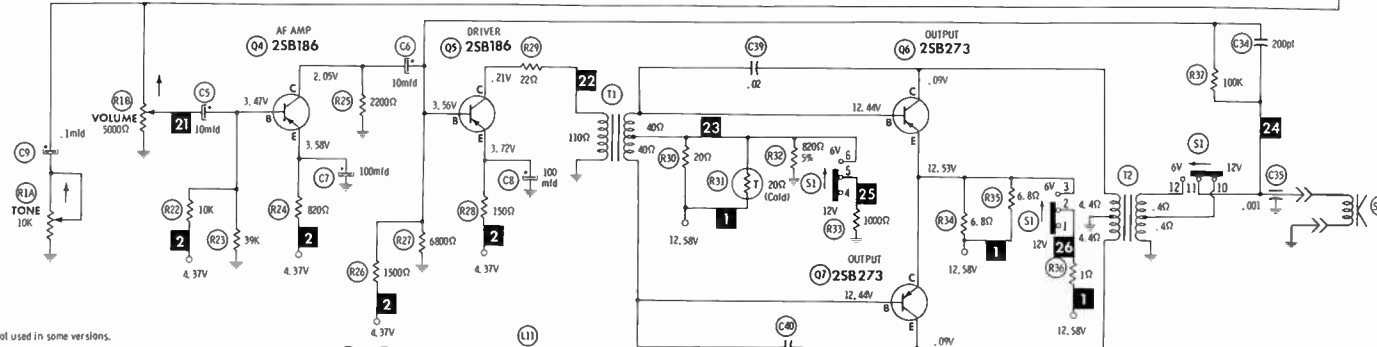 AF AMP
Q4 2SB186
DRIVER
Q5 2SB186
R29
22Ω
C6
10mfd
C39
.02
OUTPUT
Q6 2SB273
C34 200pf
R37 100K
R1B
VOLUME
5000Ω
21
C5
10mfd
3.47V
B
C
E
2.05V
R25 2200Ω
3.58V
C7 100mfd
3.56V
B
C
E
.21V
3.72V
C8 100 mfd
22
T1
110Ω
40Ω
40Ω
23
R30 20Ω
R31 T
20Ω (Cold)
R32 820Ω 5%
6V 6
5
S1 4
12V
25
R33 1000Ω
12.44V
B
C
E
.09V
12.53V
R34 6.8Ω
R35 6.8Ω
6V 3
S1 2
1
12V
26
R36 1Ω
4.4Ω
4.4Ω
T2
.4Ω
.4Ω
S1
6V 12V
12 11 10
24
.001 C35
.1mfd
C9
R1A
TONE
10K
R22 10K
2
4.37V
R23 39K
R24 820Ω
2
4.37V
R26 1500Ω
2
4.37V
R27 6800Ω
R28 150Ω
2
4.37V
1
12.58V
1
12.58V
1
12.58V
OUTPUT
Q7 2SB273
12.44V
B
C
E
.09V
C40
L11
used in some versions.